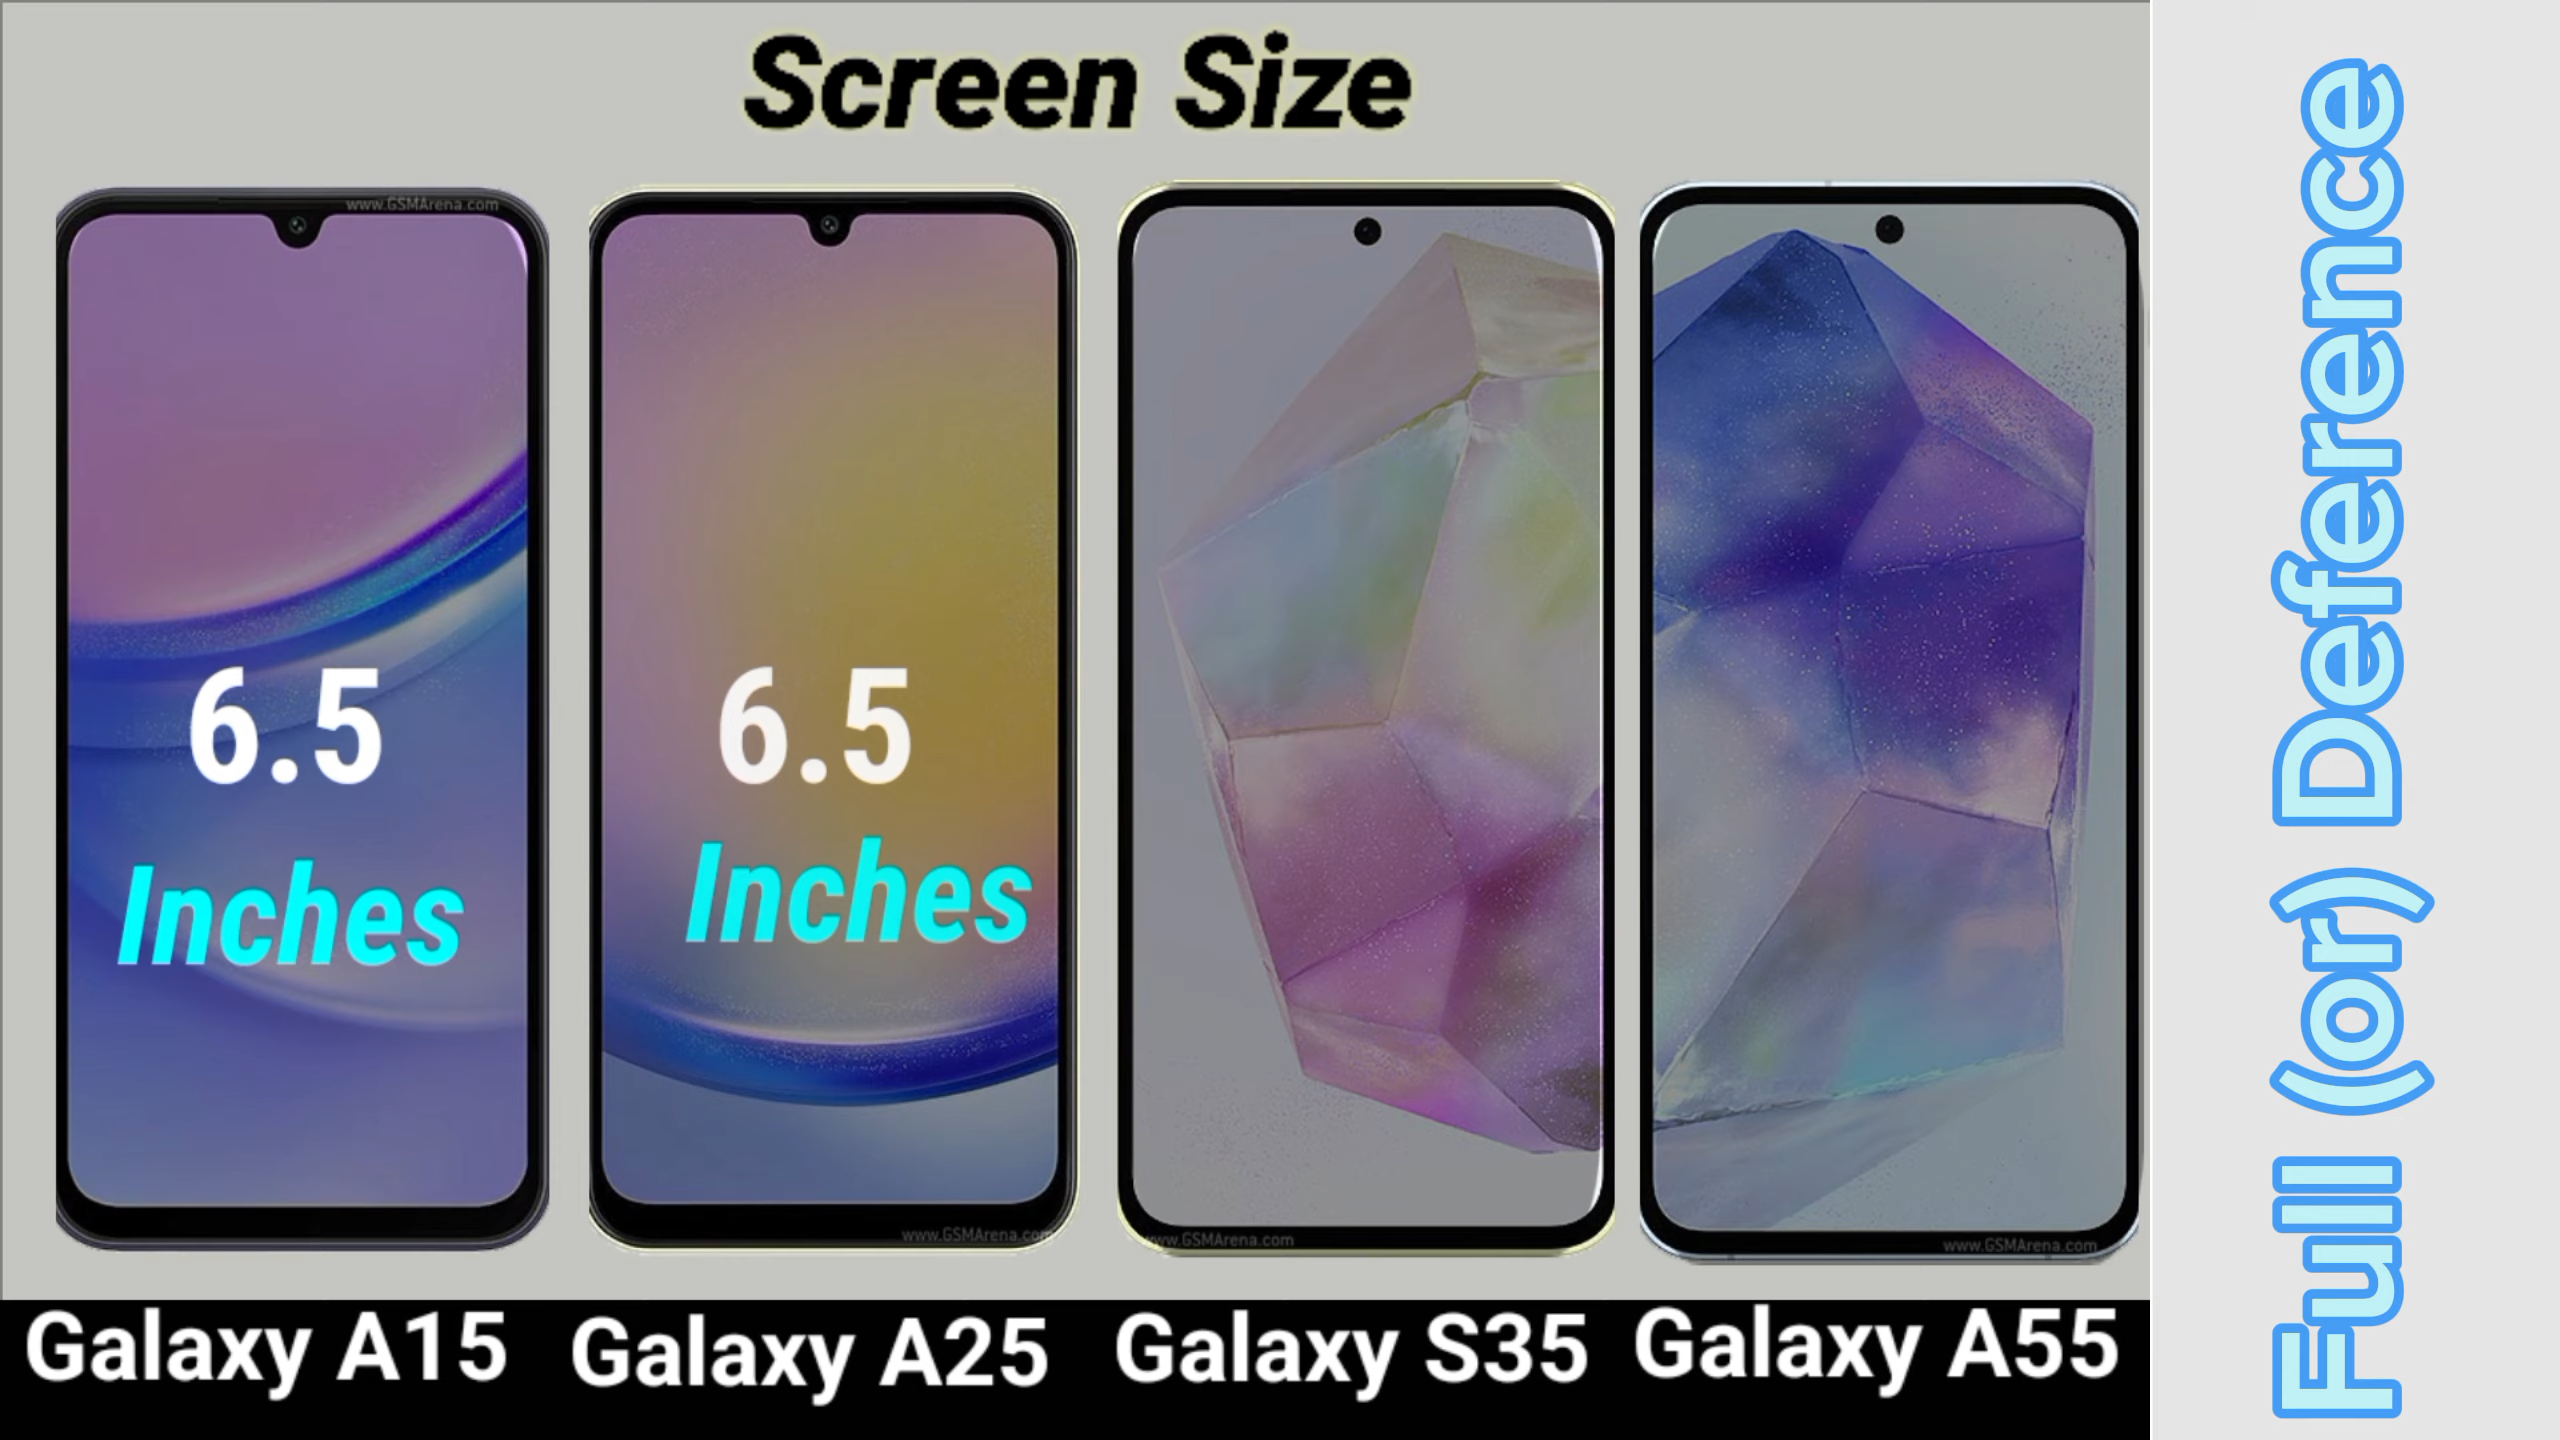 Screen Size
www.GSMArena.com
6.5
Inches
6.5
Inches
www.GSMArena.com
www.GSMArena.com
www.GSMArena.com
Galaxy A15
Galaxy A25
Galaxy S35
Galaxy A55
Full (or) Deference